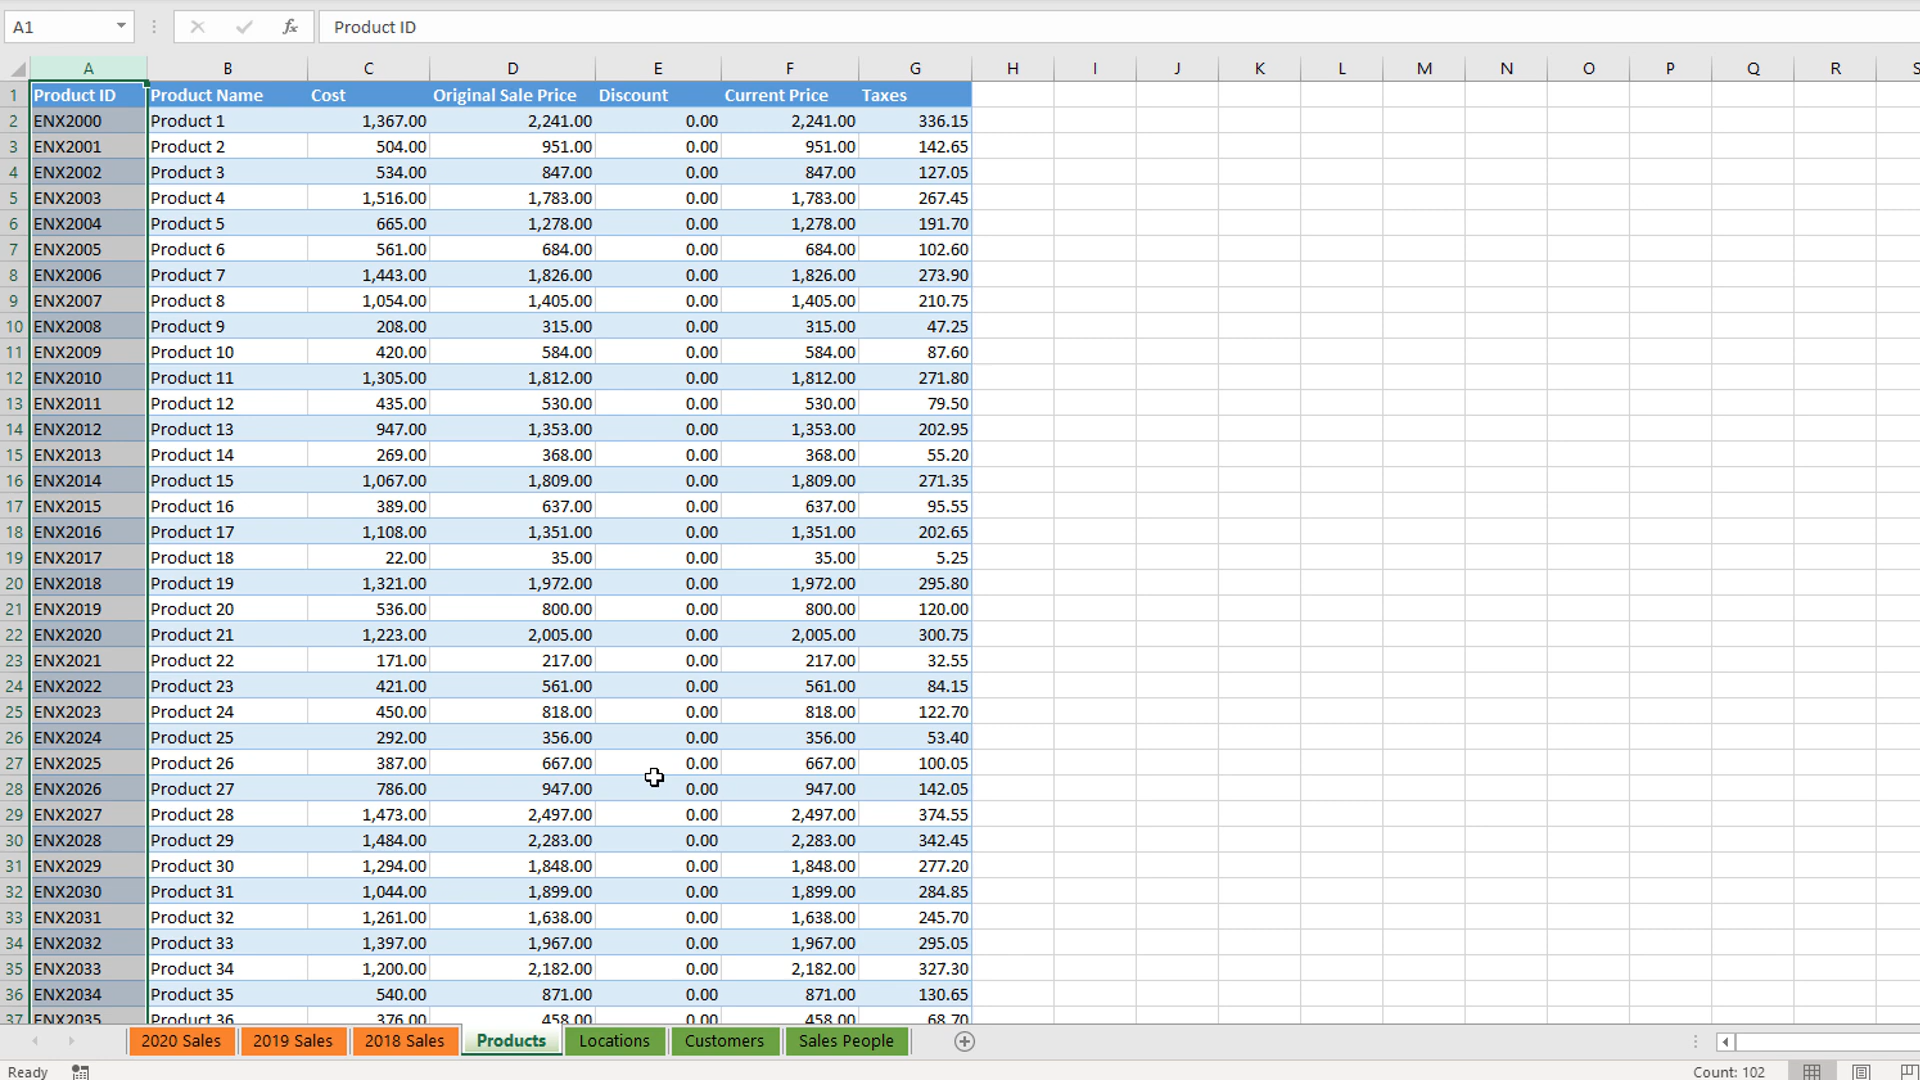 A1 fx Product ID
A B C D E F G H I J K L M N O P Q R S
1 Product ID Product Name Cost Original Sale Price Discount Current Price Taxes
2 ENX2000 Product 1 1,367.00 2,241.00 0.00 2,241.00 336.15
3 ENX2001 Product 2 504.00 951.00 0.00 951.00 142.65
4 ENX2002 Product 3 534.00 847.00 0.00 847.00 127.05
5 ENX2003 Product 4 1,516.00 1,783.00 0.00 1,783.00 267.45
6 ENX2004 Product 5 665.00 1,278.00 0.00 1,278.00 191.70
7 ENX2005 Product 6 561.00 684.00 0.00 684.00 102.60
8 ENX2006 Product 7 1,443.00 1,826.00 0.00 1,826.00 273.90
9 ENX2007 Product 8 1,054.00 1,405.00 0.00 1,405.00 210.75
10 ENX2008 Product 9 208.00 315.00 0.00 315.00 47.25
11 ENX2009 Product 10 420.00 584.00 0.00 584.00 87.60
12 ENX2010 Product 11 1,305.00 1,812.00 0.00 1,812.00 271.80
13 ENX2011 Product 12 435.00 530.00 0.00 530.00 79.50
14 ENX2012 Product 13 947.00 1,353.00 0.00 1,353.00 202.95
15 ENX2013 Product 14 269.00 368.00 0.00 368.00 55.20
16 ENX2014 Product 15 1,067.00 1,809.00 0.00 1,809.00 271.35
17 ENX2015 Product 16 389.00 637.00 0.00 637.00 95.55
18 ENX2016 Product 17 1,108.00 1,351.00 0.00 1,351.00 202.65
19 ENX2017 Product 18 22.00 35.00 0.00 35.00 5.25
20 ENX2018 Product 19 1,321.00 1,972.00 0.00 1,972.00 295.80
21 ENX2019 Product 20 536.00 800.00 0.00 800.00 120.00
22 ENX2020 Product 21 1,223.00 2,005.00 0.00 2,005.00 300.75
23 ENX2021 Product 22 171.00 217.00 0.00 217.00 32.55
24 ENX2022 Product 23 421.00 561.00 0.00 561.00 84.15
25 ENX2023 Product 24 450.00 818.00 0.00 818.00 122.70
26 ENX2024 Product 25 292.00 356.00 0.00 356.00 53.40
27 ENX2025 Product 26 387.00 667.00 0.00 667.00 100.05
28 ENX2026 Product 27 786.00 947.00 0.00 947.00 142.05
29 ENX2027 Product 28 1,473.00 2,497.00 0.00 2,497.00 374.55
30 ENX2028 Product 29 1,484.00 2,283.00 0.00 2,283.00 342.45
31 ENX2029 Product 30 1,294.00 1,848.00 0.00 1,848.00 277.20
32 ENX2030 Product 31 1,044.00 1,899.00 0.00 1,899.00 284.85
33 ENX2031 Product 32 1,261.00 1,638.00 0.00 1,638.00 245.70
34 ENX2032 Product 33 1,397.00 1,967.00 0.00 1,967.00 295.05
35 ENX2033 Product 34 1,200.00 2,182.00 0.00 2,182.00 327.30
36 ENX2034 Product 35 540.00 871.00 0.00 871.00 130.65
37 ENX2035 Product 36 376.00 458.00 0.00 458.00 68.70
2020 Sales 2019 Sales 2018 Sales Products Locations Customers Sales People
Ready Count: 102